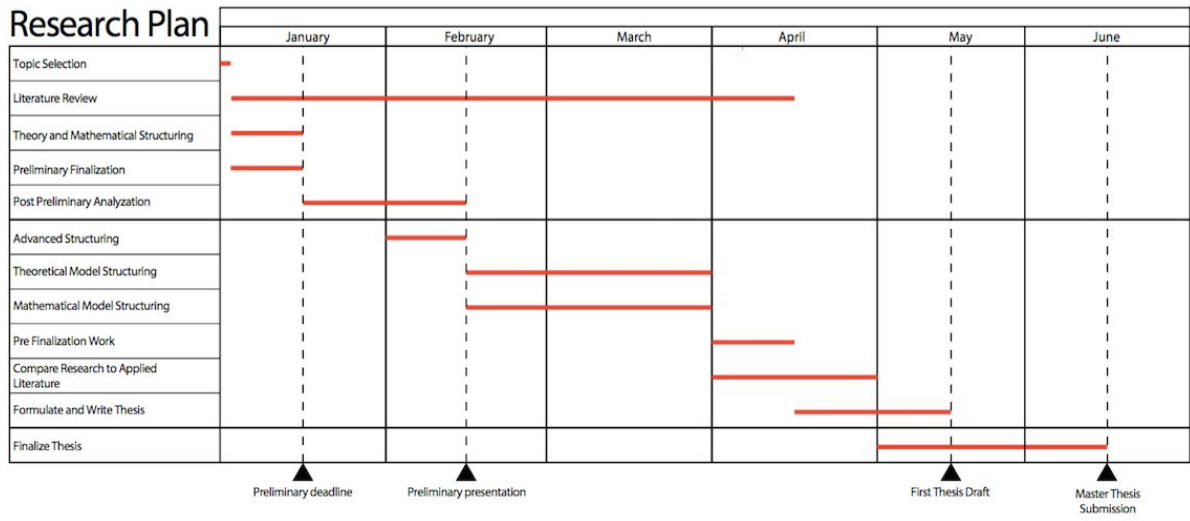 Research Plan
January February March April May June
Topic Selection
Literature Review
Theory and Mathematical Structuring
Preliminary Finalization
Post Preliminary Analyzation
Advanced Structuring
Theoretical Model Structuring
Mathematical Model Structuring
Pre Finalization Work
Compare Research to Applied
Literature
Formulate and Write Thesis
Finalize Thesis
Preliminary deadline
Preliminary presentation
First Thesis Draft
Master Thesis
Submission